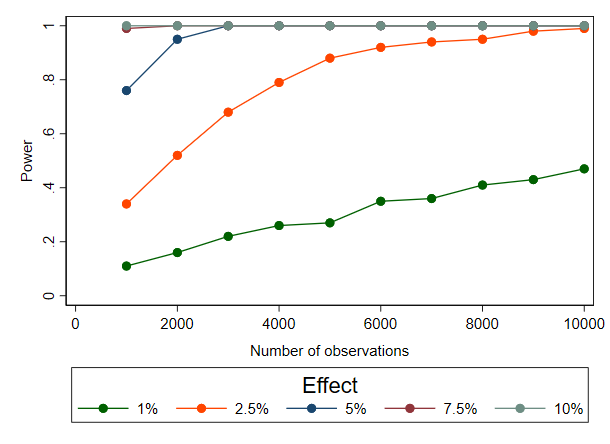 1
.8
.6
.4
.2
0
Power
0 2000 4000 6000 8000 10000
Number of observations
Effect
1% 2.5% 5% 7.5% 10%